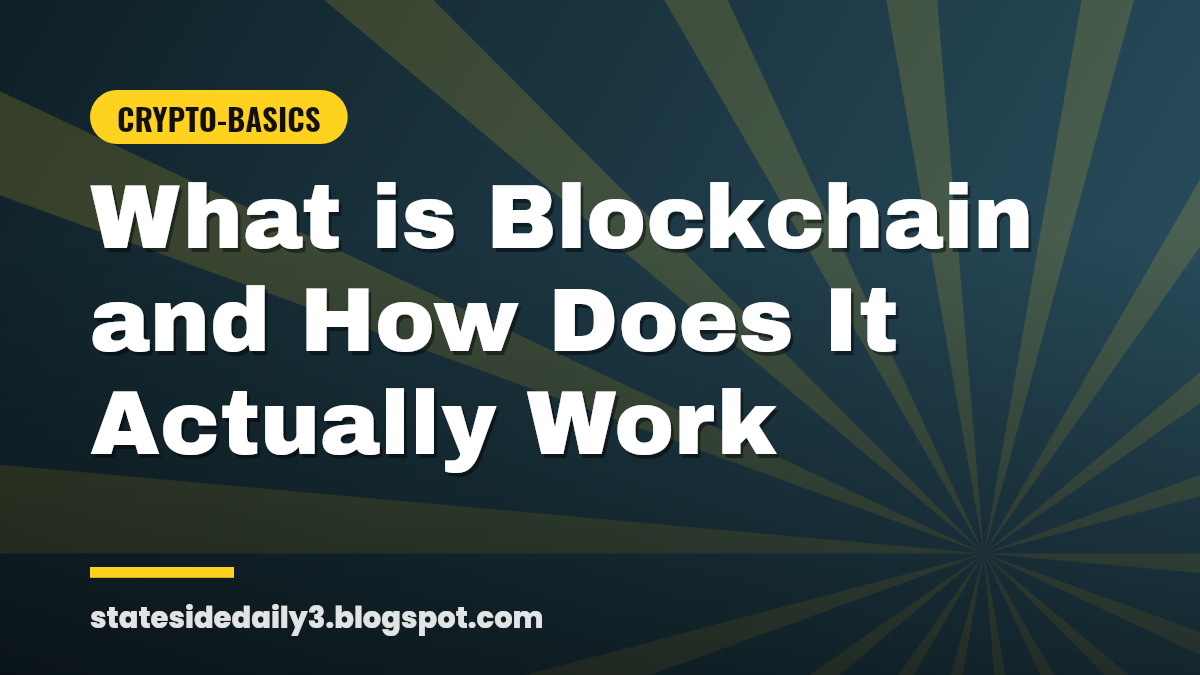 CRYPTO-BASICS
What is Blockchain
and How Does It
Actually Work
statesidedaily3.blogspot.com